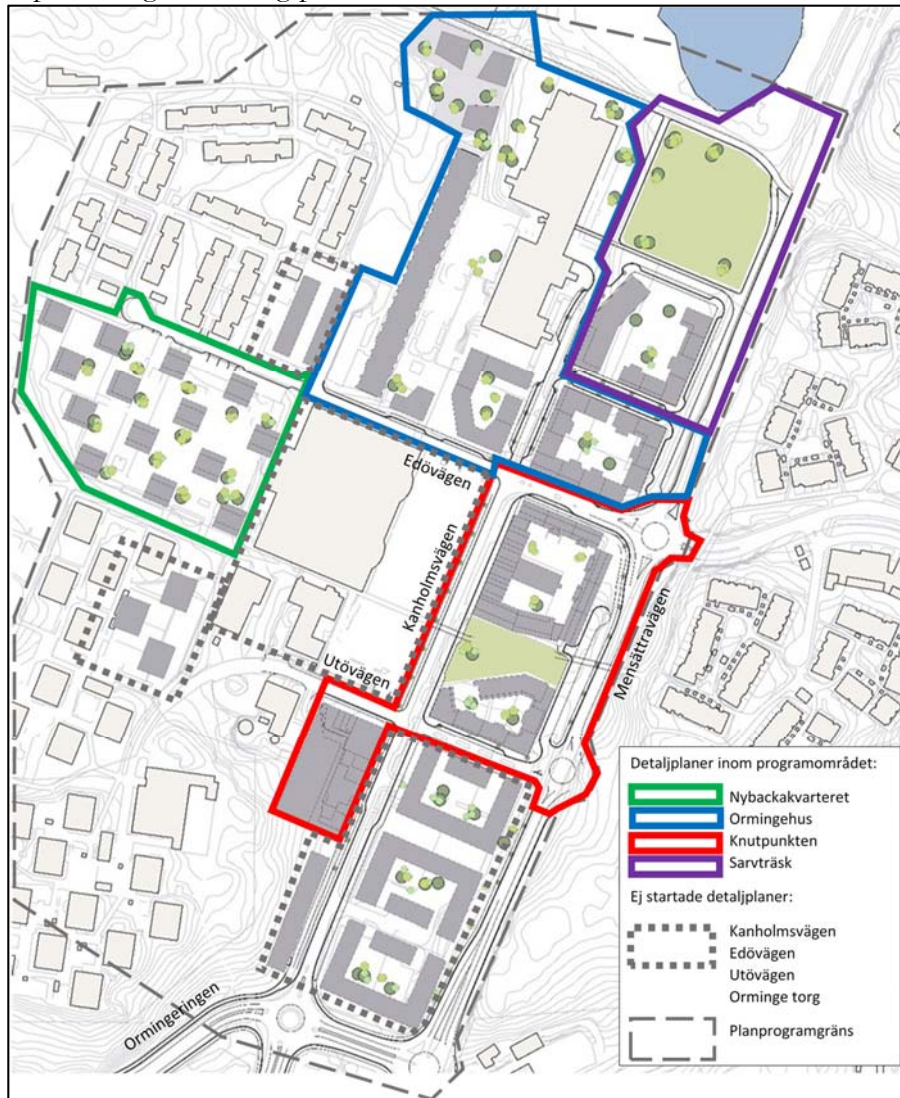 Edövägen
Kanholmsvägen
Utövägen
Mensättravägen
Ormingeringen
Detaljplaner inom programområdet:
Nybackakvarteret
Ormingehus
Knutpunkten
Sarvträsk
Ej startade detaljplaner:
Kanholmsvägen
Edövägen
Utövägen
Orminge torg
Planprogramgräns